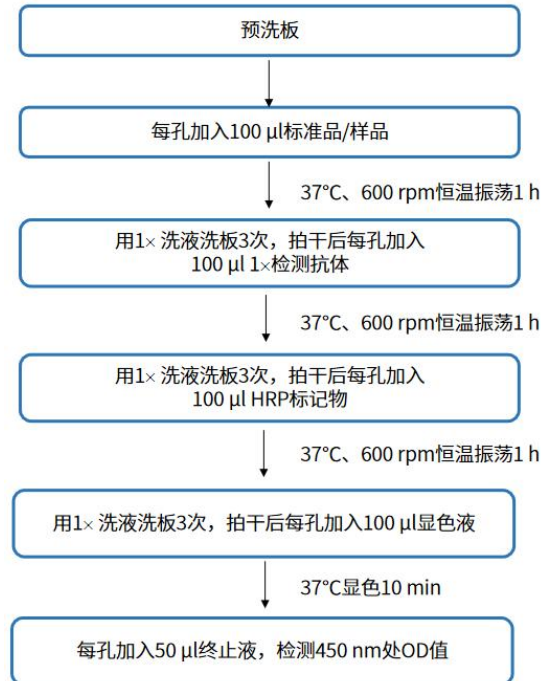 预洗板
每孔加入100 μl标准品/样品
37℃、600 rpm恒温振荡1 h
用1× 洗液洗板3次，拍干后每孔加入
100 μl 1×检测抗体
37℃、600 rpm恒温振荡1 h
用1× 洗液洗板3次，拍干后每孔加入
100 μl HRP标记物
37℃、600 rpm恒温振荡1 h
用1× 洗液洗板3次，拍干后每孔加入100 μl显色液
37℃显色10 min
每孔加入50 μl终止液，检测450 nm处OD值